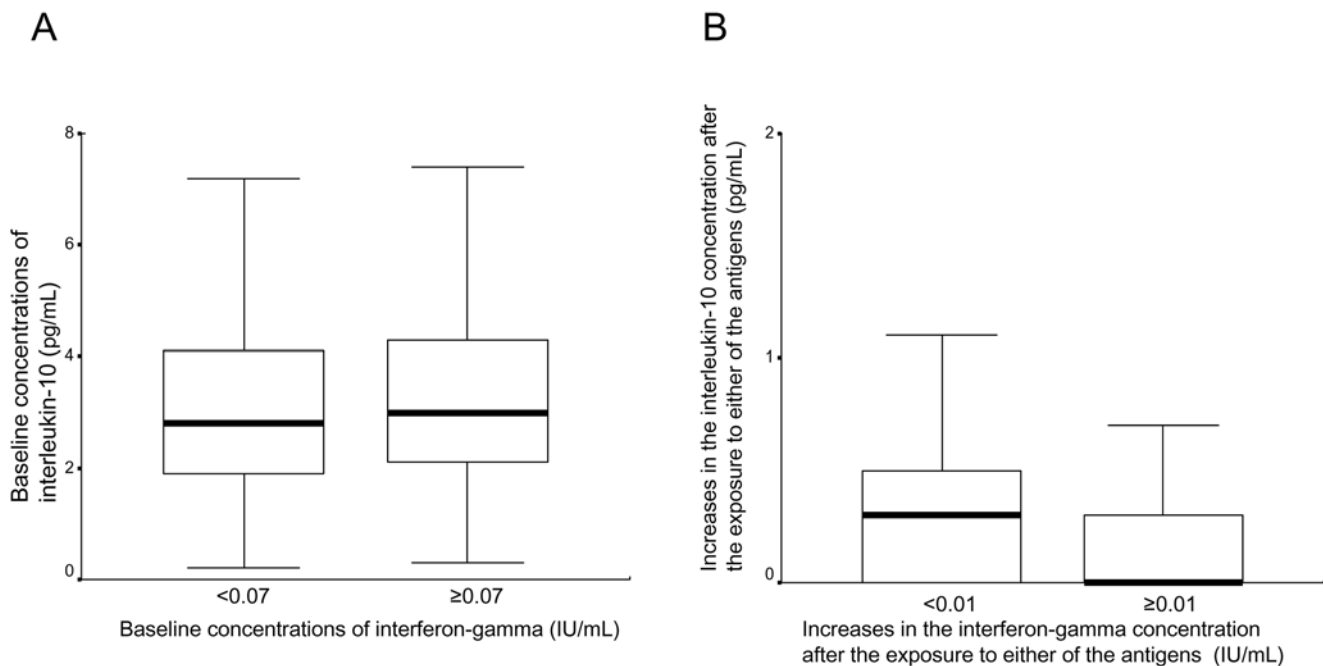 A
Baseline concentrations of
interleukin-10 (pg/mL)
8
6
4
2
0
<0.07
≥0.07
Baseline concentrations of interferon-gamma (IU/mL)
B
Increases in the interleukin-10 concentration after
the exposure to either of the antigens (pg/mL)
2
1
0
<0.01
≥0.01
Increases in the interferon-gamma concentration
after the exposure to either of the antigens (IU/mL)